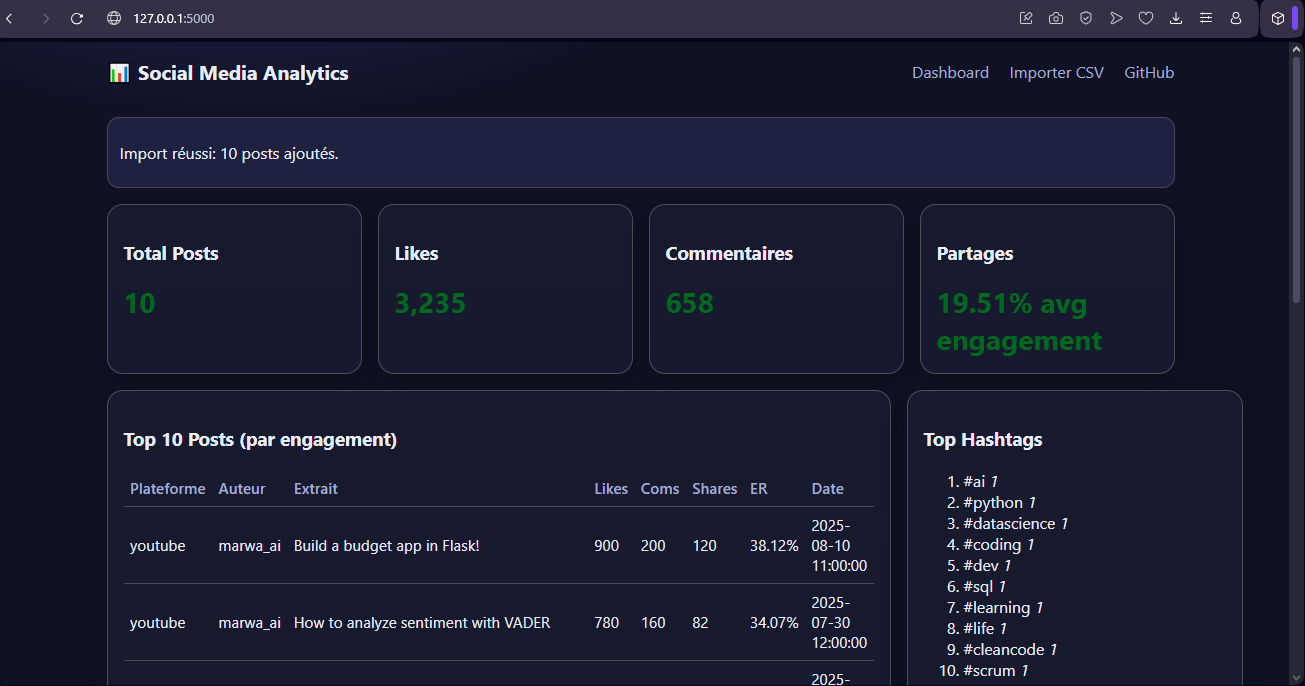 127.0.0.1:5000
Social Media Analytics
Dashboard Importer CSV GitHub
Import réussi: 10 posts ajoutés.
Total Posts
10
Likes
3,235
Commentaires
658
Partages
19.51% avg
engagement
Top 10 Posts (par engagement)
Plateforme Auteur Extrait Likes Coms Shares ER Date
youtube marwa_ai Build a budget app in Flask! 900 200 120 38.12% 2025-
08-10
11:00:00
youtube marwa_ai How to analyze sentiment with VADER 780 160 82 34.07% 2025-
07-30
12:00:00
2025-
Top Hashtags
1. #ai 1
2. #python 1
3. #datascience 1
4. #coding 1
5. #dev 1
6. #sql 1
7. #learning 1
8. #life 1
9. #cleancode 1
10. #scrum 1